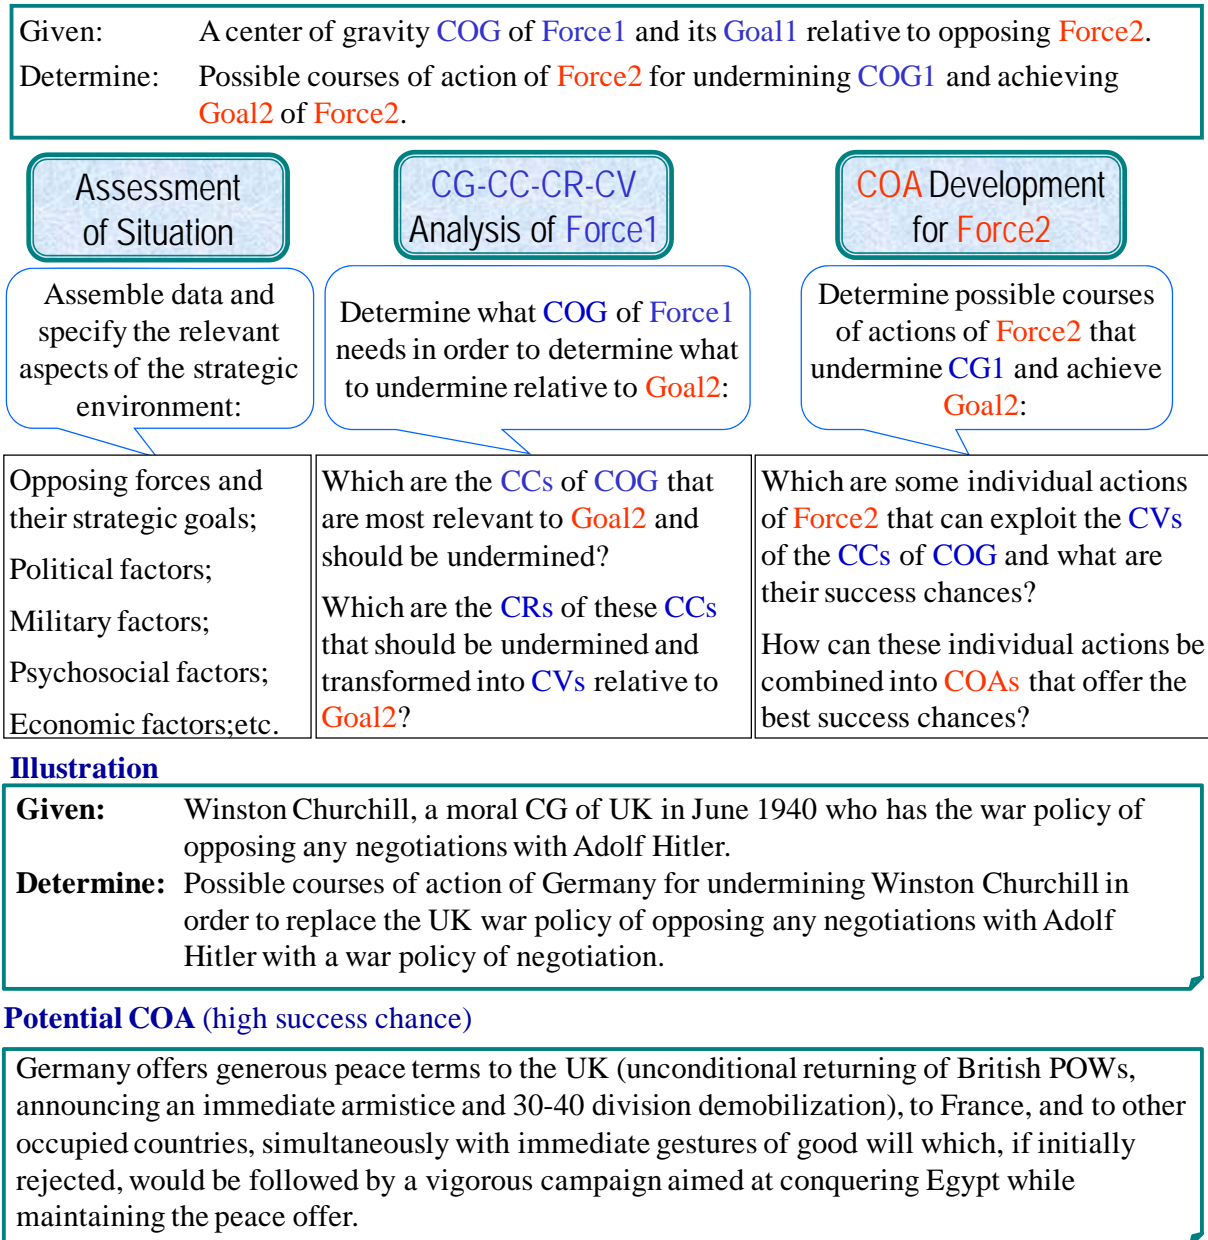 Given: A center of gravity COG of Force1 and its Goal1 relative to opposing Force2.
Determine: Possible courses of action of Force2 for undermining COG1 and achieving
Goal2 of Force2.
Assessment
of Situation
CG-CC-CR-CV
Analysis of Force1
COA Development
for Force2
Assemble data and
specify the relevant
aspects of the strategic
environment:
Determine what COG of Force1
needs in order to determine what
to undermine relative to Goal2:
Determine possible courses
of actions of Force2 that
undermine CG1 and achieve
Goal2:
Opposing forces and
their strategic goals;
Political factors;
Military factors;
Psychosocial factors;
Economic factors;etc.
Which are the CCs of COG that
are most relevant to Goal2 and
should be undermined?
Which are the CRs of these CCs
that should be undermined and
transformed into CVs relative to
Goal2?
Which are some individual actions
of Force2 that can exploit the CVs
of the CCs of COG and what are
their success chances?
How can these individual actions be
combined into COAs that offer the
best success chances?
Illustration
Given: Winston Churchill, a moral CG of UK in June 1940 who has the war policy of
opposing any negotiations with Adolf Hitler.
Determine: Possible courses of action of Germany for undermining Winston Churchill in
order to replace the UK war policy of opposing any negotiations with Adolf
Hitler with a war policy of negotiation.
Potential COA (high success chance)
Germany offers generous peace terms to the UK (unconditional returning of British POWs,
announcing an immediate armistice and 30-40 division demobilization), to France, and to other
occupied countries, simultaneously with immediate gestures of good will which, if initially
rejected, would be followed by a vigorous campaign aimed at conquering Egypt while
maintaining the peace offer.